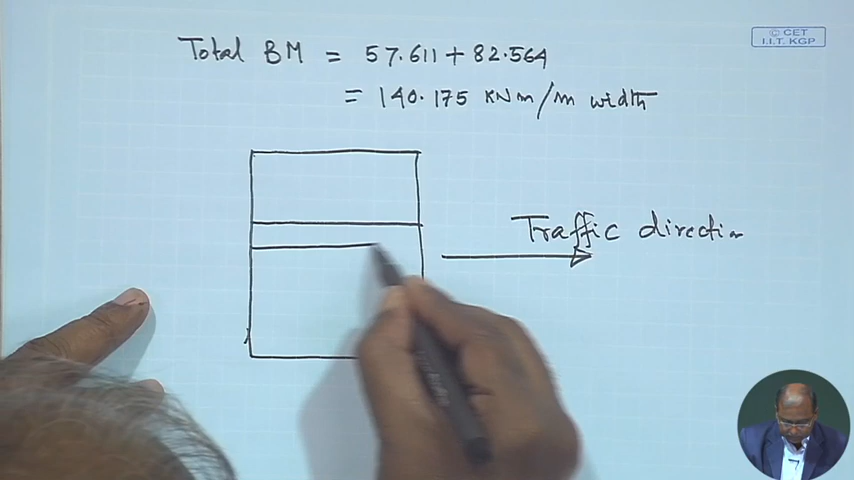 © CET
I.I.T. KGP
Total BM = 57.611 + 82.564
= 140.175 KNm/m width
Traffic direction